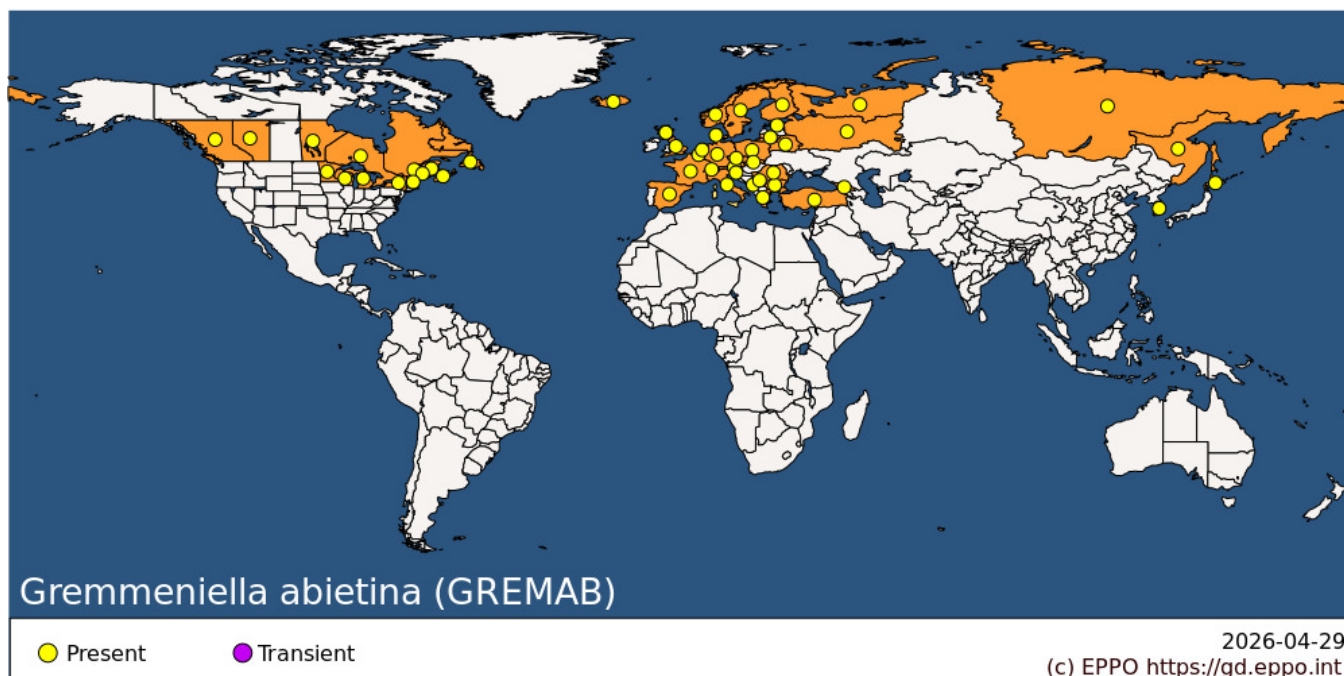 Gremmeniella abietina (GREMAB)
Present
Transient
2026-04-29
(c) EPPO https://gd.eppo.int